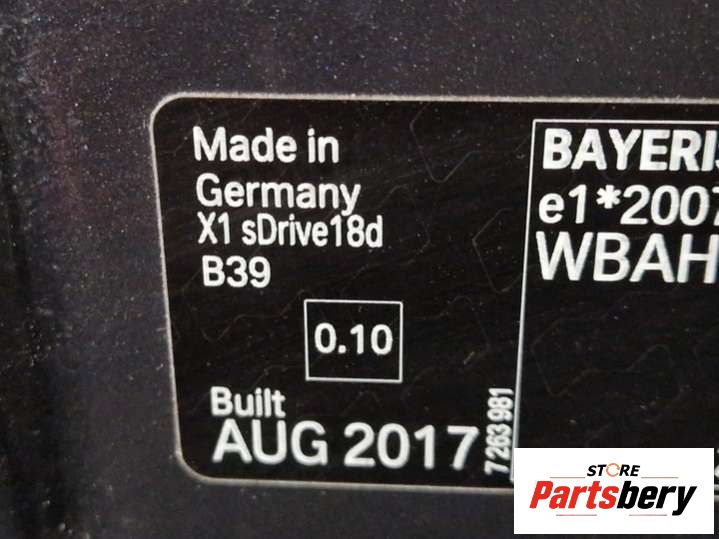 Made in
Germany
X1 sDrive18d
B39
0.10
Built
AUG 2017
7 263 981
BAYERIS
e1*2007
WBAH
STORE
Partsbery